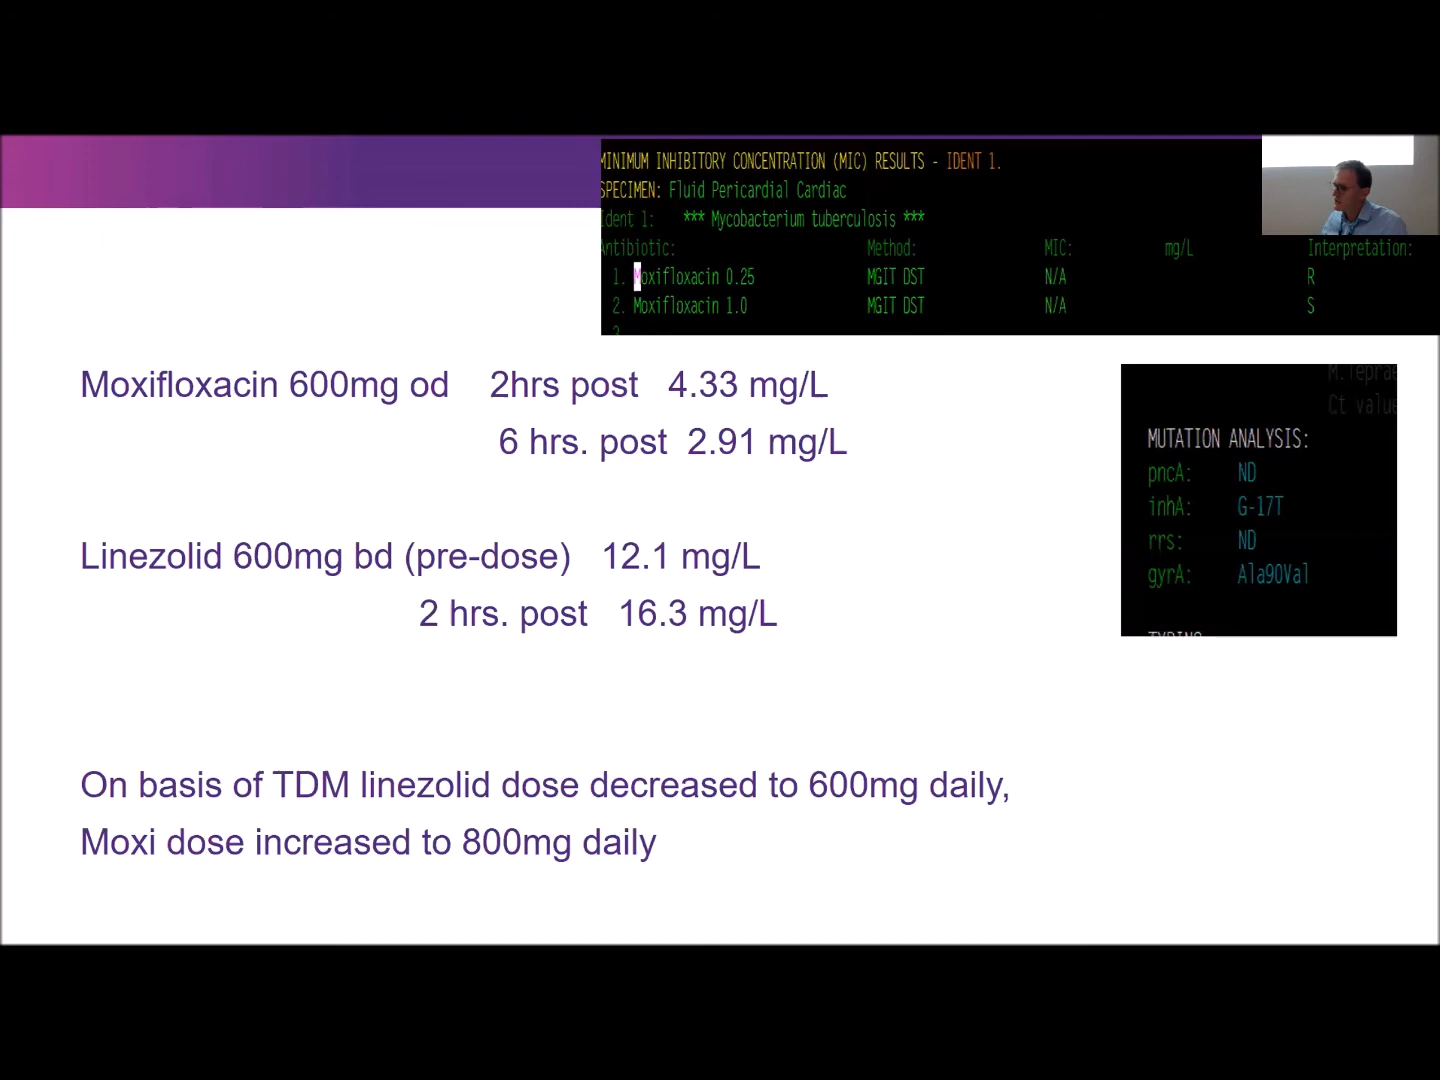 MINIMUM INHIBITORY CONCENTRATION (MIC) RESULTS - IDENT 1.
SPECIMEN: Fluid Pericardial Cardiac
Ident 1: *** Mycobacterium tuberculosis ***
Antibiotic: Method: MIC: mg/L Interpretation:
1. Moxifloxacin 0.25 MGIT DST N/A R
2. Moxifloxacin 1.0 MGIT DST N/A S
Moxifloxacin 600mg od 2hrs post 4.33 mg/L
6 hrs. post 2.91 mg/L
Linezolid 600mg bd (pre-dose) 12.1 mg/L
2 hrs. post 16.3 mg/L
On basis of TDM linezolid dose decreased to 600mg daily,
Moxi dose increased to 800mg daily
Ct value
MUTATION ANALYSIS:
pncA: ND
inhA: G-17T
rrs: ND
gyrA: Ala90Val